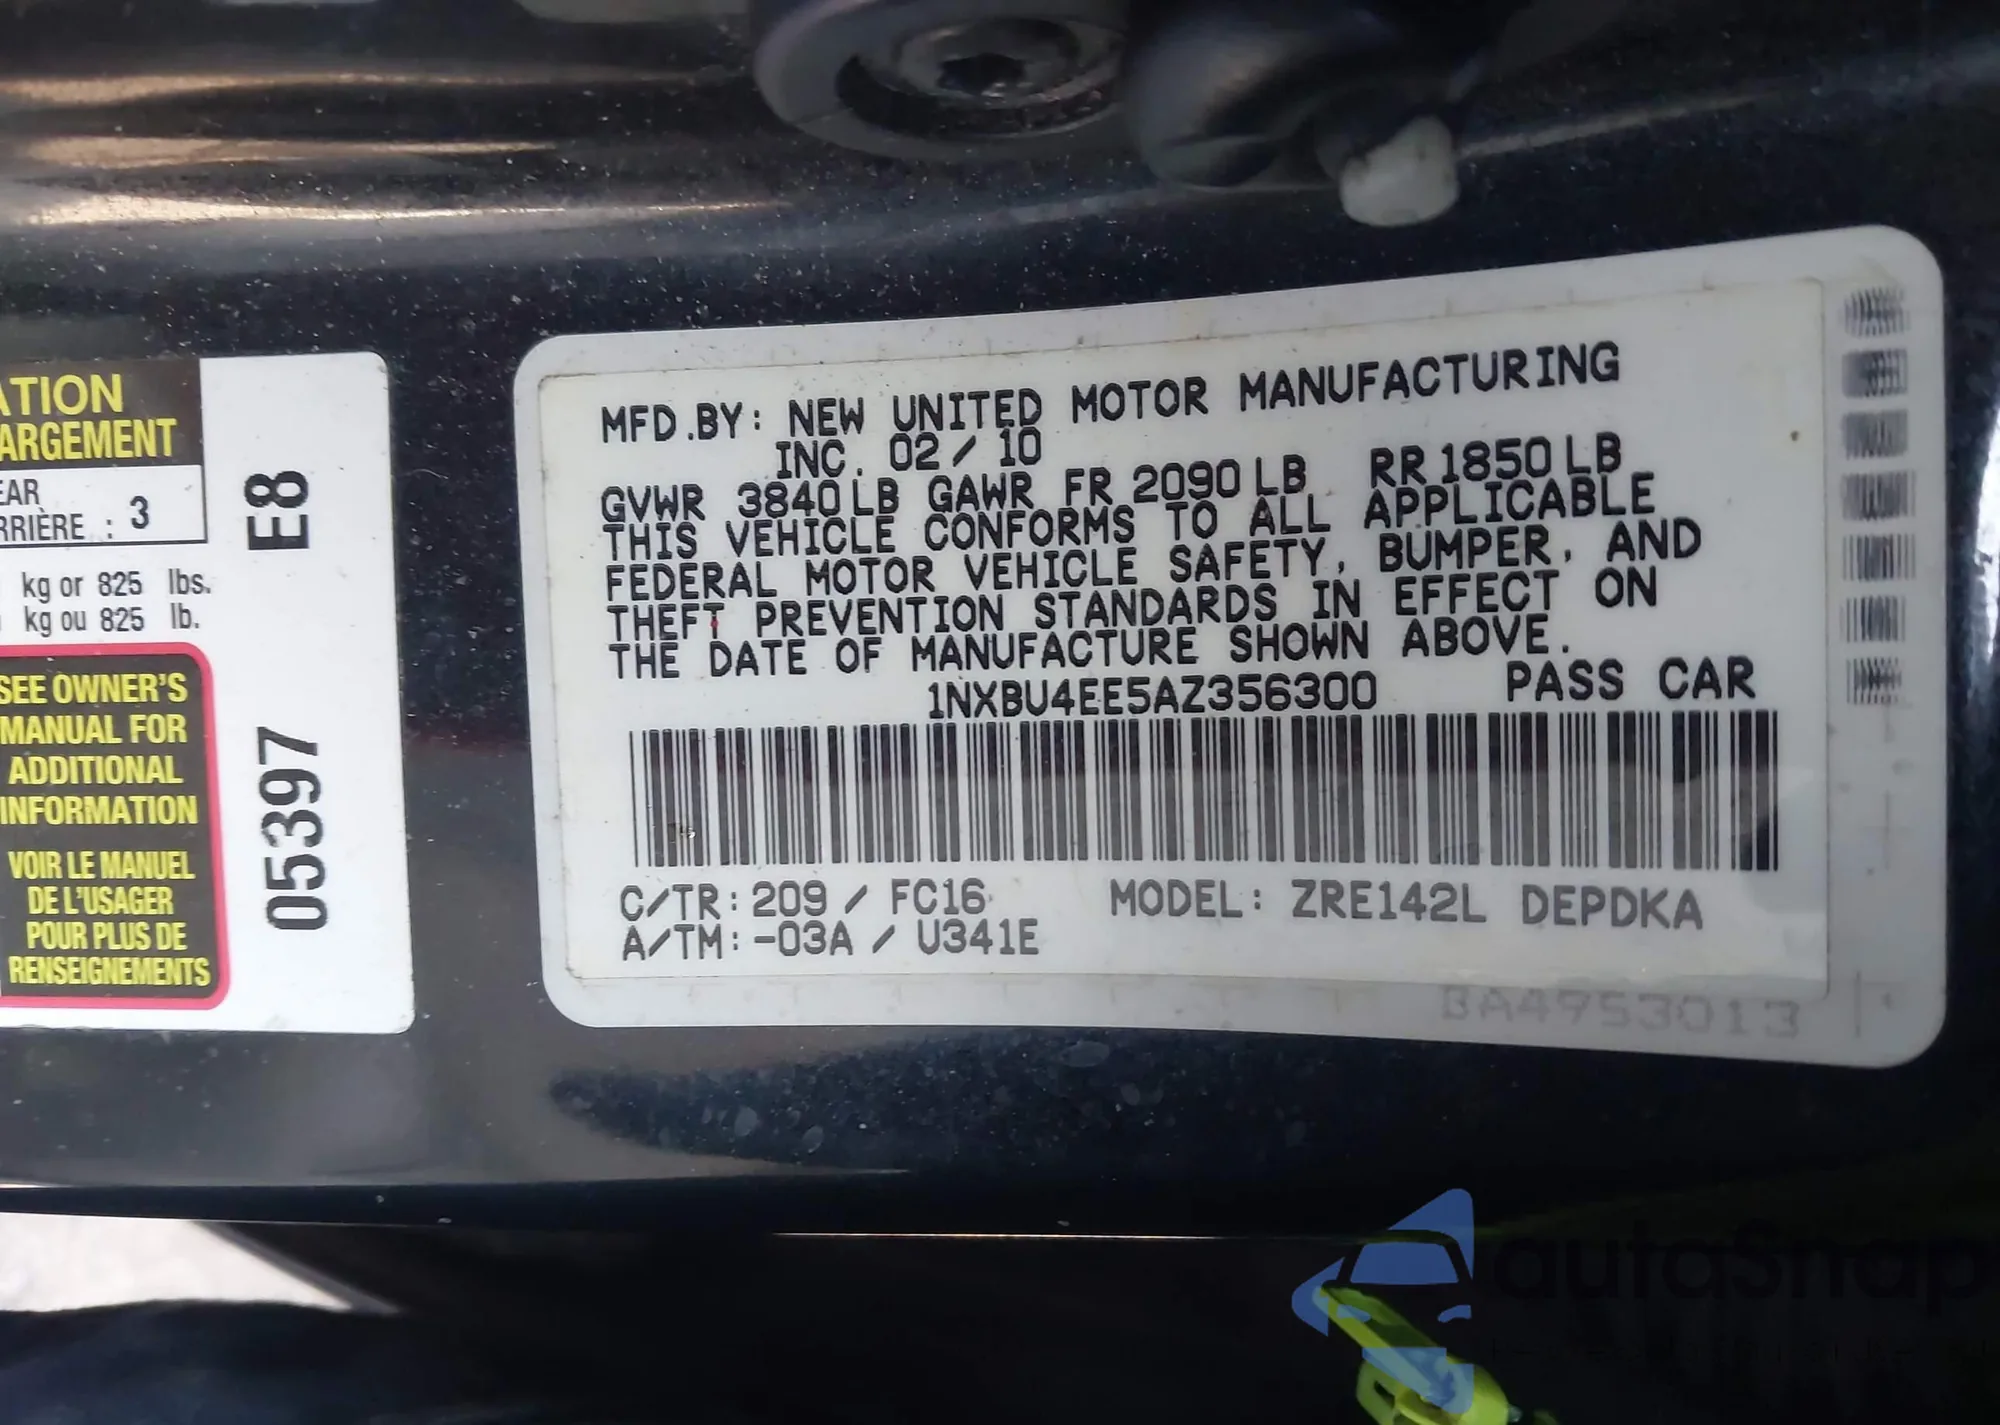 ATION
ARGEMENT
EAR
RRIÈRE : 3
kg or 825 lbs.
kg ou 825 lb.
SEE OWNER'S
MANUAL FOR
ADDITIONAL
INFORMATION
VOIR LE MANUEL
DE L'USAGER
POUR PLUS DE
RENSEIGNEMENTS
E8
05397
MFD.BY: NEW UNITED MOTOR MANUFACTURING
INC. 02/10
GVWR 3840LB GAWR FR 2090LB RR1850LB
THIS VEHICLE CONFORMS TO ALL APPLICABLE
FEDERAL MOTOR VEHICLE SAFETY, BUMPER, AND
THEFT PREVENTION STANDARDS IN EFFECT ON
THE DATE OF MANUFACTURE SHOWN ABOVE.
1NXBU4EE5AZ356300 PASS CAR
C/TR: 209 / FC16 MODEL: ZRE142L DEPDKA
A/TM: -03A / U341E
BA4953013
autosnap